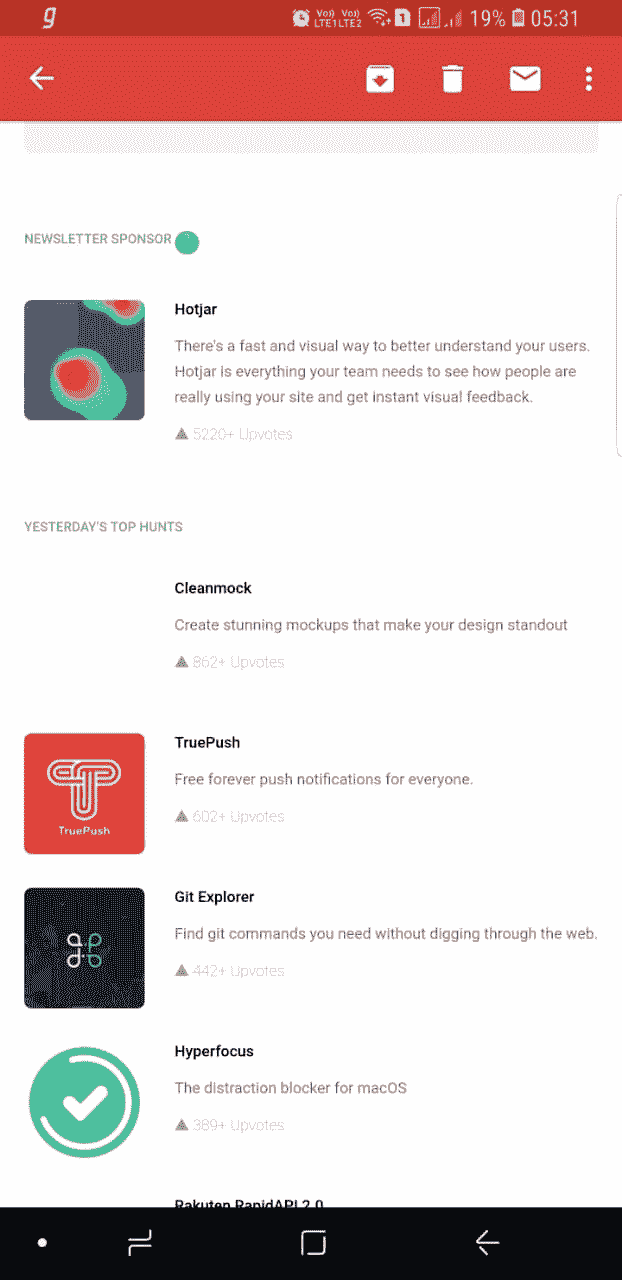 g Vo)) Vo)) 1 19% 05:31
LTE1 LTE2
NEWSLETTER SPONSOR
Hotjar
There's a fast and visual way to better understand your users.
Hotjar is everything your team needs to see how people are
really using your site and get instant visual feedback.
▲ 5220+ Upvotes
YESTERDAY'S TOP HUNTS
Cleanmock
Create stunning mockups that make your design standout
▲ 862+ Upvotes
TruePush
Free forever push notifications for everyone.
TruePush
▲ 602+ Upvotes
Git Explorer
Find git commands you need without digging through the web.
▲ 442+ Upvotes
Hyperfocus
The distraction blocker for macOS
▲ 389+ Upvotes
Rakuten RapidAPI 2.0